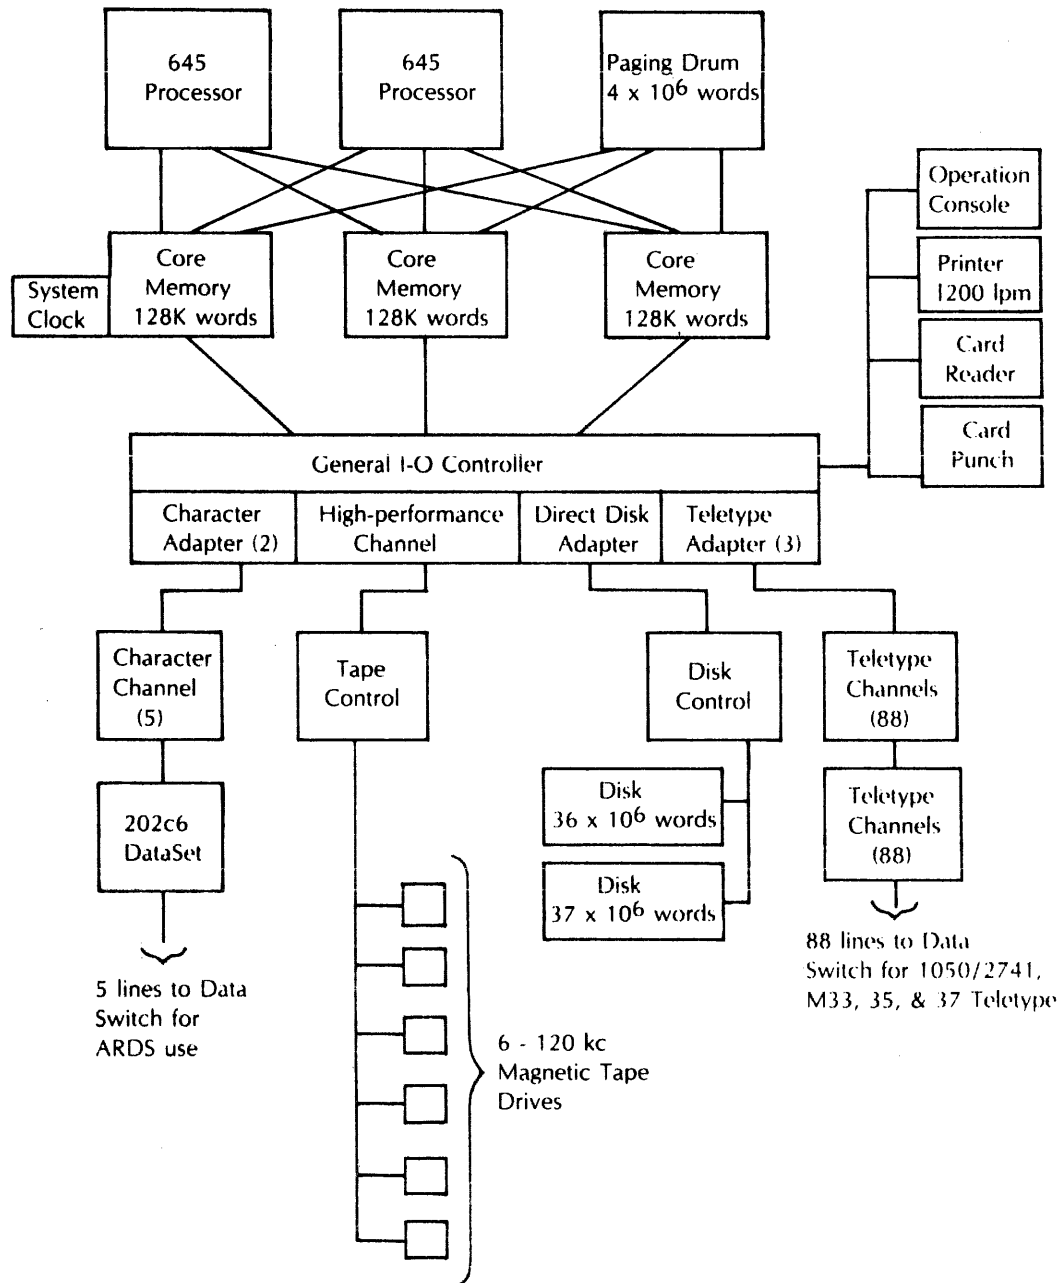 645
Processor
645
Processor
Paging Drum
4 x 10⁶ words
Operation
Console
Printer
1200 lpm
Card
Reader
Card
Punch
System
Clock
Core
Memory
128K words
Core
Memory
128K words
Core
Memory
128K words
General I-O Controller
Character
Adapter (2)
High-performance
Channel
Direct Disk
Adapter
Teletype
Adapter (3)
Character
Channel
(5)
Tape
Control
Disk
Control
Teletype
Channels
(88)
202c6
DataSet
Disk
36 x 10⁶ words
Disk
37 x 10⁶ words
Teletype
Channels
(88)
5 lines to Data
Switch for
ARDS use
6 - 120 kc
Magnetic Tape
Drives
88 lines to Data
Switch for 1050/2741,
M33, 35, & 37 Teletype